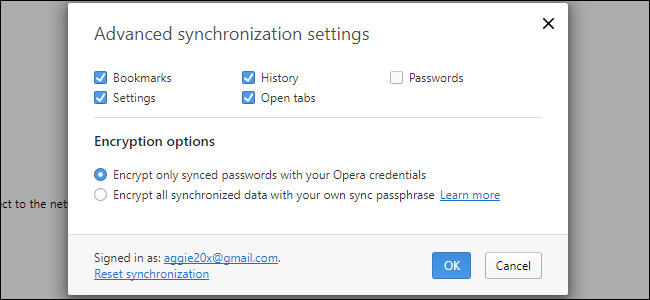 Advanced synchronization settings
Bookmarks History Passwords
Settings Open tabs
Encryption options
Encrypt only synced passwords with your Opera credentials
Encrypt all synchronized data with your own sync passphrase Learn more
ect to the net
Signed in as: aggie20x@gmail.com.
Reset synchronization
OK Cancel